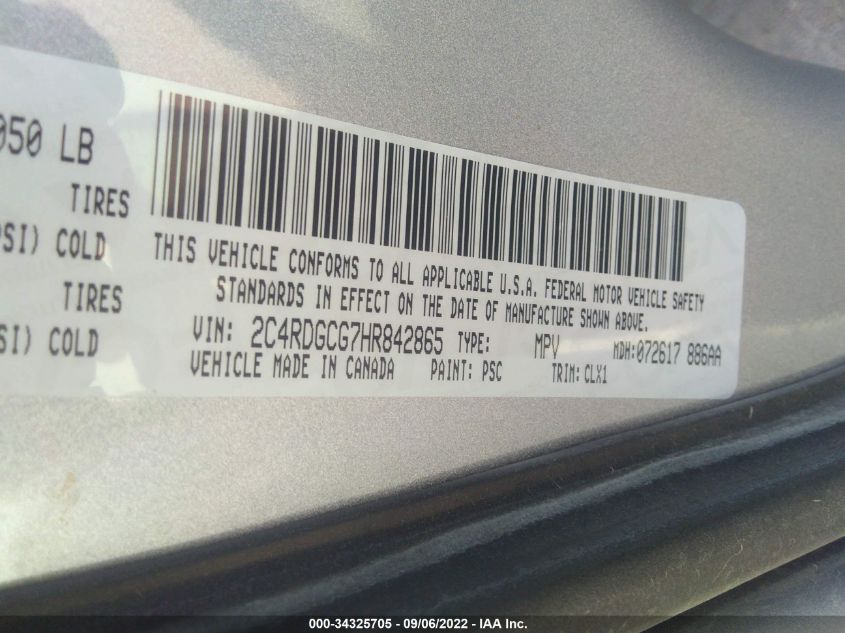 050 LB
TIRES
SI) COLD
TIRES
SI) COLD
THIS VEHICLE CONFORMS TO ALL APPLICABLE U.S.A. FEDERAL MOTOR VEHICLE SAFETY
STANDARDS IN EFFECT ON THE DATE OF MANUFACTURE SHOWN ABOVE.
VIN: 2C4RDGCG7HR842865 TYPE: MPV MDH:072617 886AA
VEHICLE MADE IN CANADA PAINT: PSC TRIM: CLX1
000-34325705 - 09/06/2022 - IAA Inc.